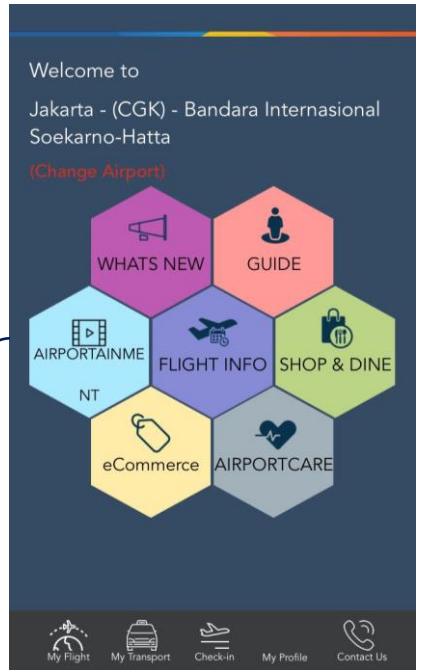 Welcome to
Jakarta - (CGK) - Bandara Internasional
Soekarno-Hatta
(Change Airport)
WHATS NEW
GUIDE
AIRPORTAINME
NT
FLIGHT INFO
SHOP & DINE
eCommerce
AIRPORTCARE
My Flight
My Transport
Check-in
My Profile
Contact Us